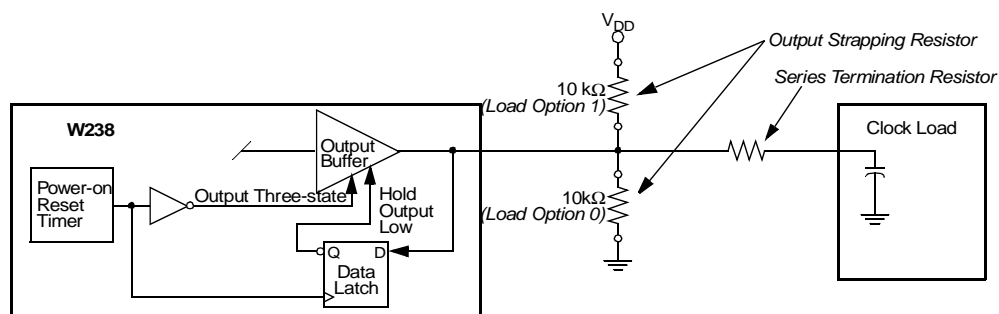 V_DD
Output Strapping Resistor
Series Termination Resistor
10 kΩ
(Load Option 1)
W238
Clock Load
Output
Buffer
Power-on
Reset
Timer
Output Three-state
Hold
Output
Low
10kΩ
(Load Option 0)
Q
D
Data
Latch